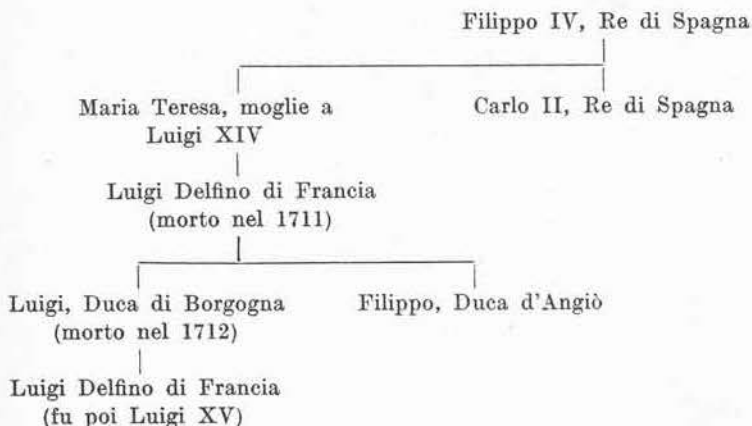 Filippo IV, Re di Spagna
Maria Teresa, moglie a
Luigi XIV
Carlo II, Re di Spagna
Luigi Delfino di Francia
(morto nel 1711)
Luigi, Duca di Borgogna
(morto nel 1712)
Filippo, Duca d'Angiò
Luigi Delfino di Francia
(fu poi Luigi XV)